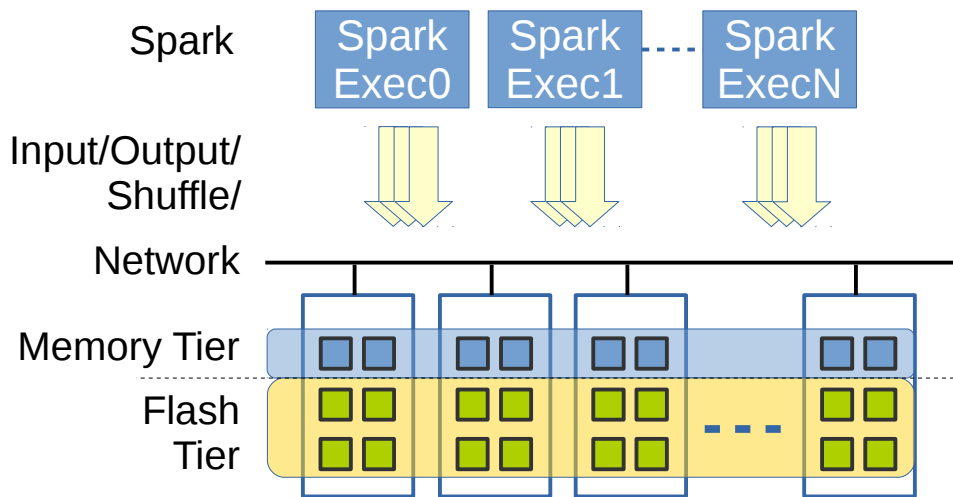 Spark
Spark
Exec0
Spark
Exec1
Spark
ExecN
Input/Output/
Shuffle/
Network
Memory Tier
Flash
Tier